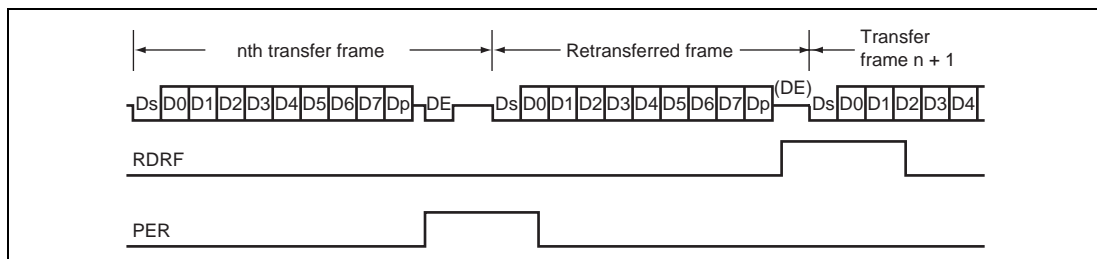 nth transfer frame Retransferred frame Transfer
frame n + 1
Ds D0 D1 D2 D3 D4 D5 D6 D7 Dp DE Ds D0 D1 D2 D3 D4 D5 D6 D7 Dp (DE) Ds D0 D1 D2 D3 D4
RDRF
PER